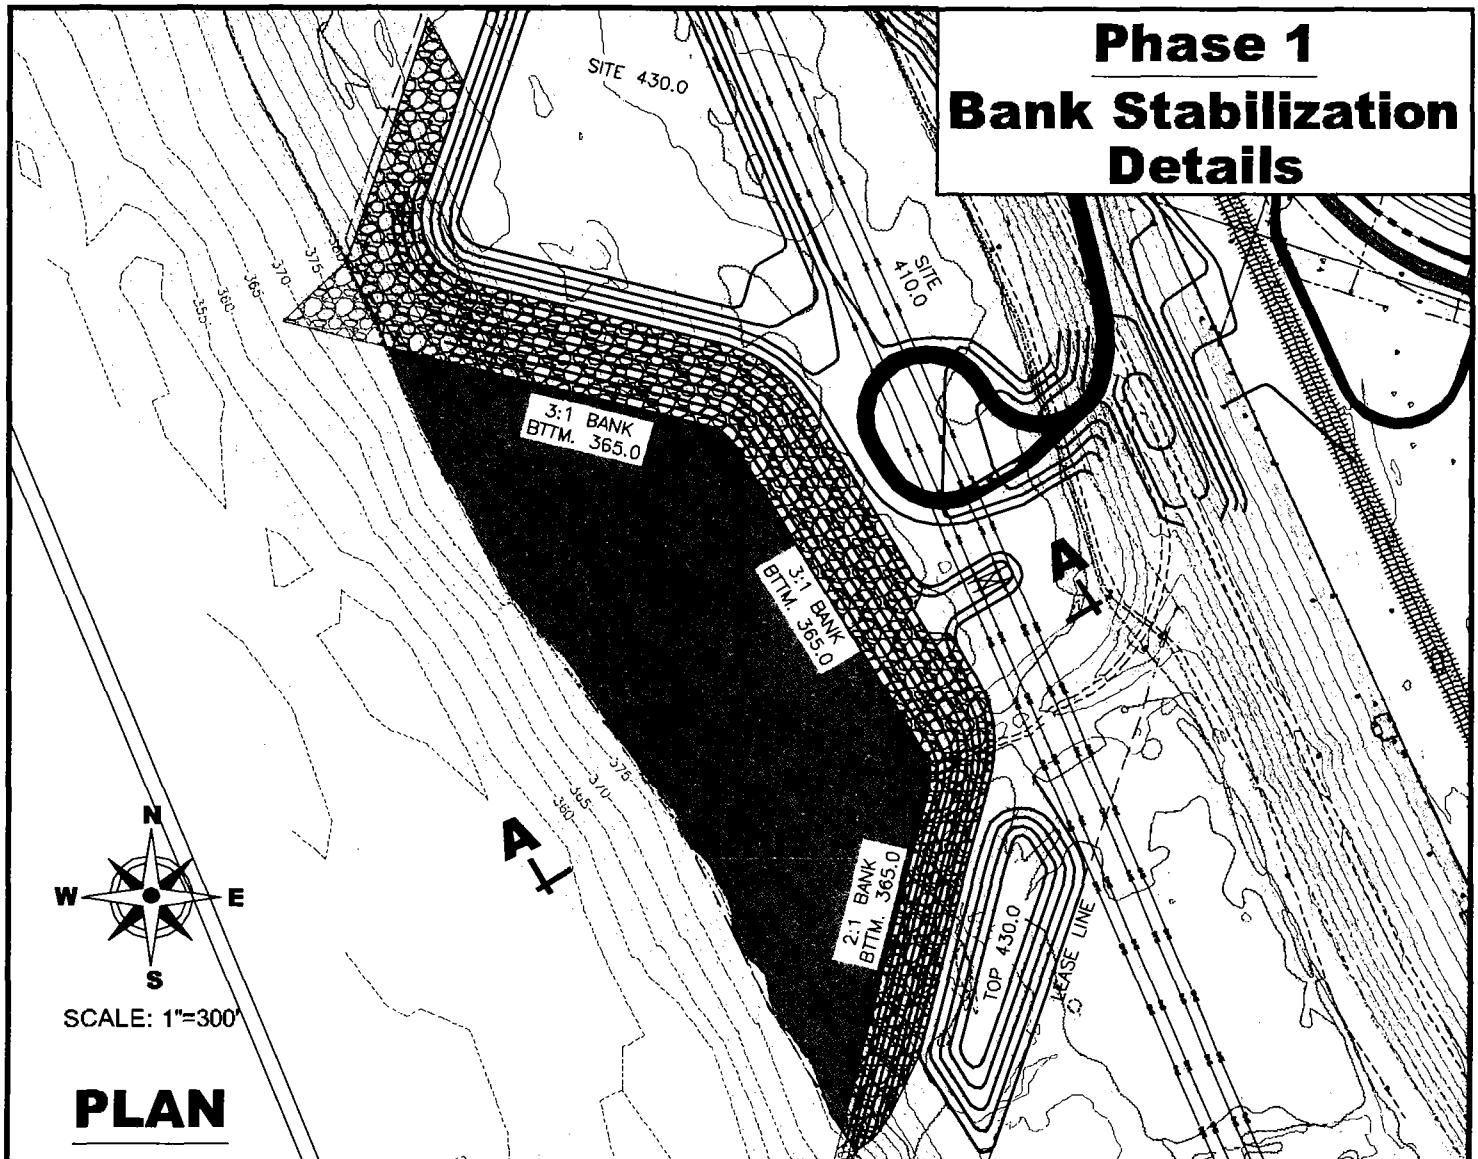 Phase 1
Bank Stabilization
Details
SITE 430.0
SITE
410.0
375
370
365
360
355
3:1 BANK
BTTM. 365.0
3:1 BANK
BTTM. 365.0
A
375
370
365
360
A
2:1 BANK
BTTM. 365.0
TOP 430.0
LEASE LINE
N
W
E
S
SCALE: 1"=300'
PLAN